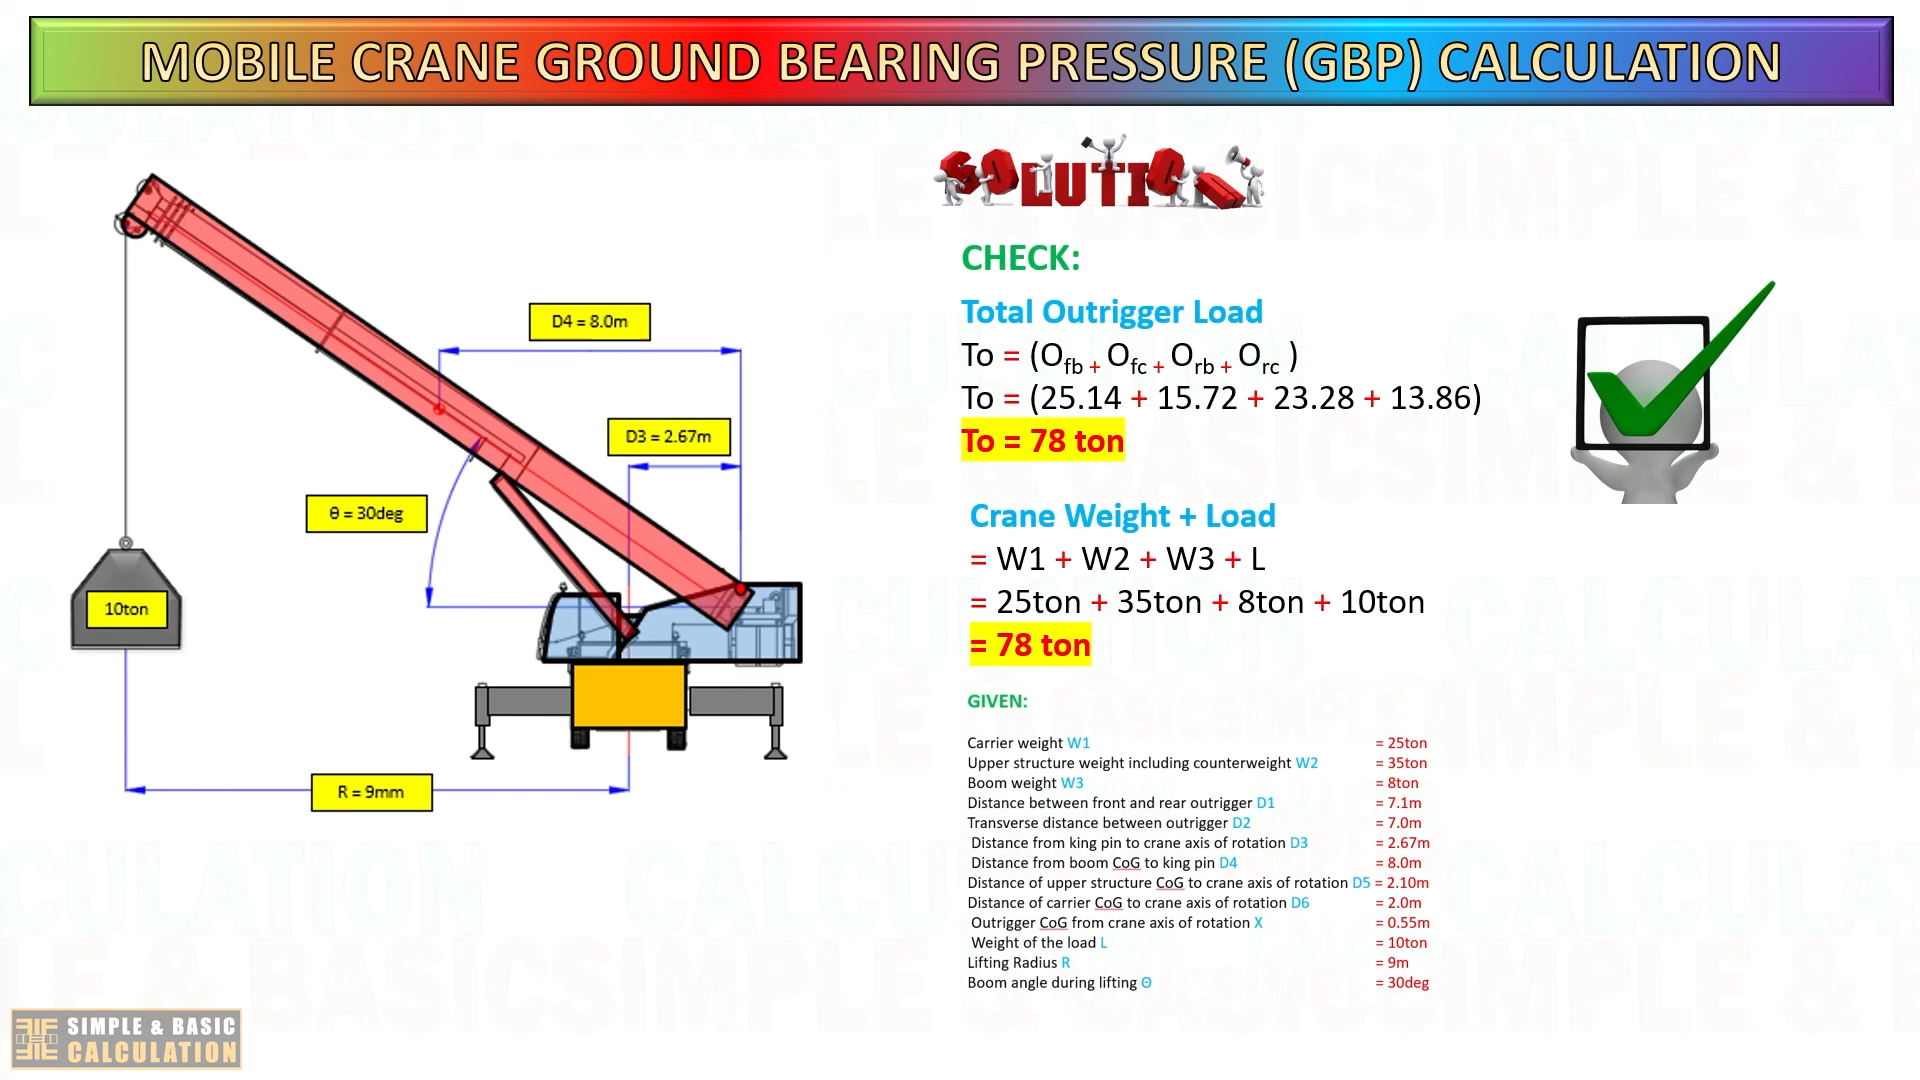 MOBILE CRANE GROUND BEARING PRESSURE (GBP) CALCULATION
SOLUTION
D4 = 8.0m
D3 = 2.67m
θ = 30deg
10ton
R = 9mm
CHECK:
Total Outrigger Load
To = (Ofb + Ofc + Orb + Orc )
To = (25.14 + 15.72 + 23.28 + 13.86)
To = 78 ton
Crane Weight + Load
= W1 + W2 + W3 + L
= 25ton + 35ton + 8ton + 10ton
= 78 ton
GIVEN:
Carrier weight W1 = 25ton
Upper structure weight including counterweight W2 = 35ton
Boom weight W3 = 8ton
Distance between front and rear outrigger D1 = 7.1m
Transverse distance between outrigger D2 = 7.0m
Distance from king pin to crane axis of rotation D3 = 2.67m
Distance from boom CoG to king pin D4 = 8.0m
Distance of upper structure CoG to crane axis of rotation D5 = 2.10m
Distance of carrier CoG to crane axis of rotation D6 = 2.0m
Outrigger CoG from crane axis of rotation X = 0.55m
Weight of the load L = 10ton
Lifting Radius R = 9m
Boom angle during lifting Θ = 30deg
SIMPLE & BASIC
CALCULATION